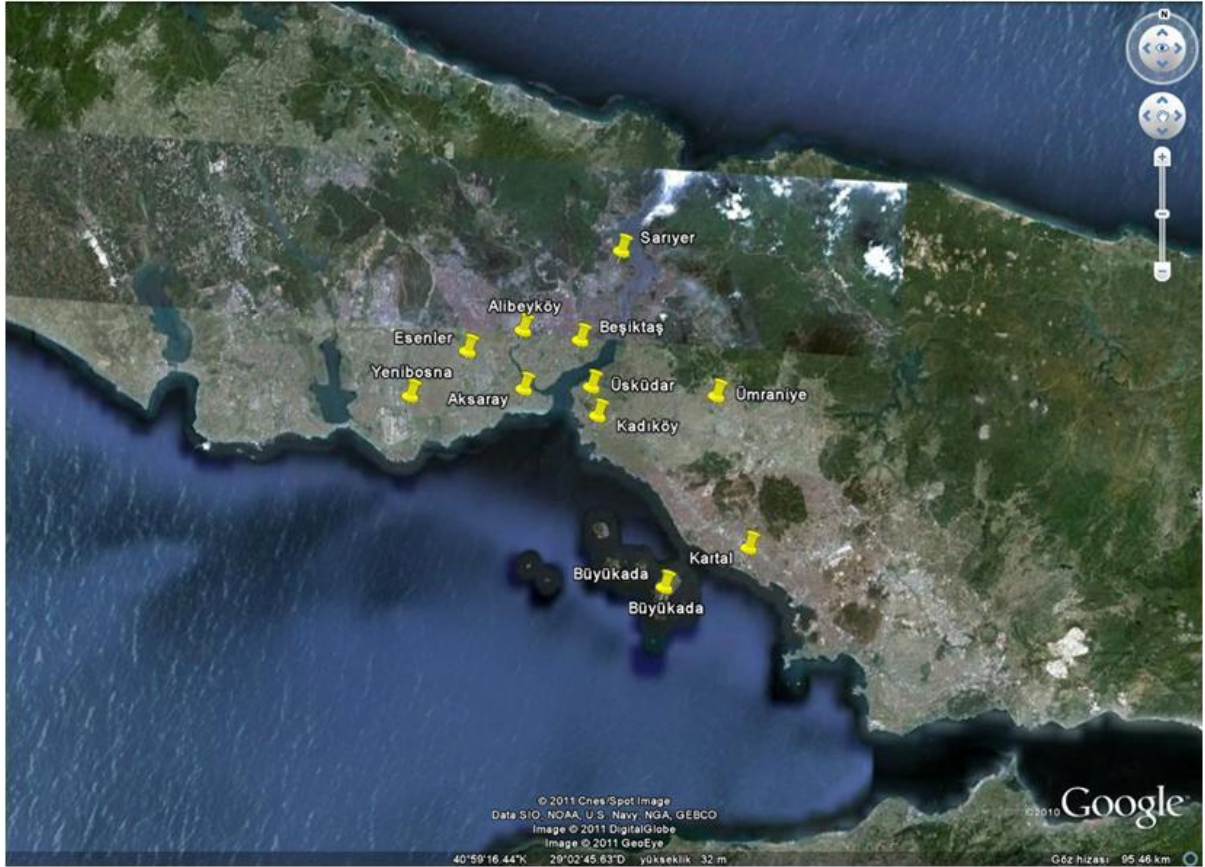 N
Sarıyer
Alibeyköy
Beşiktaş
Esenler
Yenibosna
Aksaray
Üsküdar
Ümraniye
Kadıköy
Kartal
Büyükada
Büyükada
© 2011 Cnes/Spot Image
Data SIO, NOAA, U.S. Navy, NGA, GEBCO
Image © 2011 DigitalGlobe
Image © 2011 GeoEye
©2010 Google
40°59'16.44"K 29°02'45.63"D yükseklik 32 m Göz hizası 95.46 km